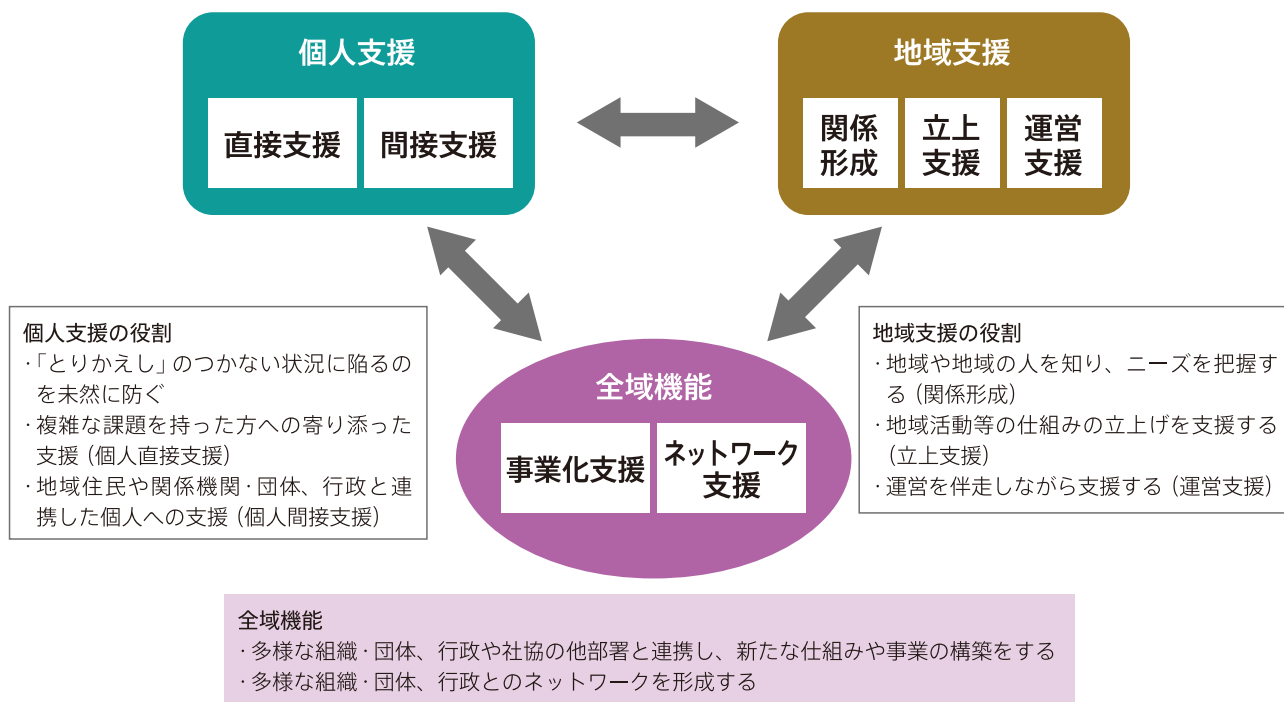 個人支援
直接支援
間接支援
地域支援
関係
形成
立上
支援
運営
支援
個人支援の役割
・「とりかえし」のつかない状況に陥るの
を未然に防ぐ
・複雑な課題を持った方への寄り添った
支援（個人直接支援）
・地域住民や関係機関・団体、行政と連
携した個人への支援（個人間接支援）
地域支援の役割
・地域や地域の人を知り、ニーズを把握す
る（関係形成）
・地域活動等の仕組みの立上げを支援する
（立上支援）
・運営を伴走しながら支援する（運営支援）
全域機能
事業化支援
ネットワーク
支援
全域機能
・多様な組織・団体、行政や社協の他部署と連携し、新たな仕組みや事業の構築をする
・多様な組織・団体、行政とのネットワークを形成する